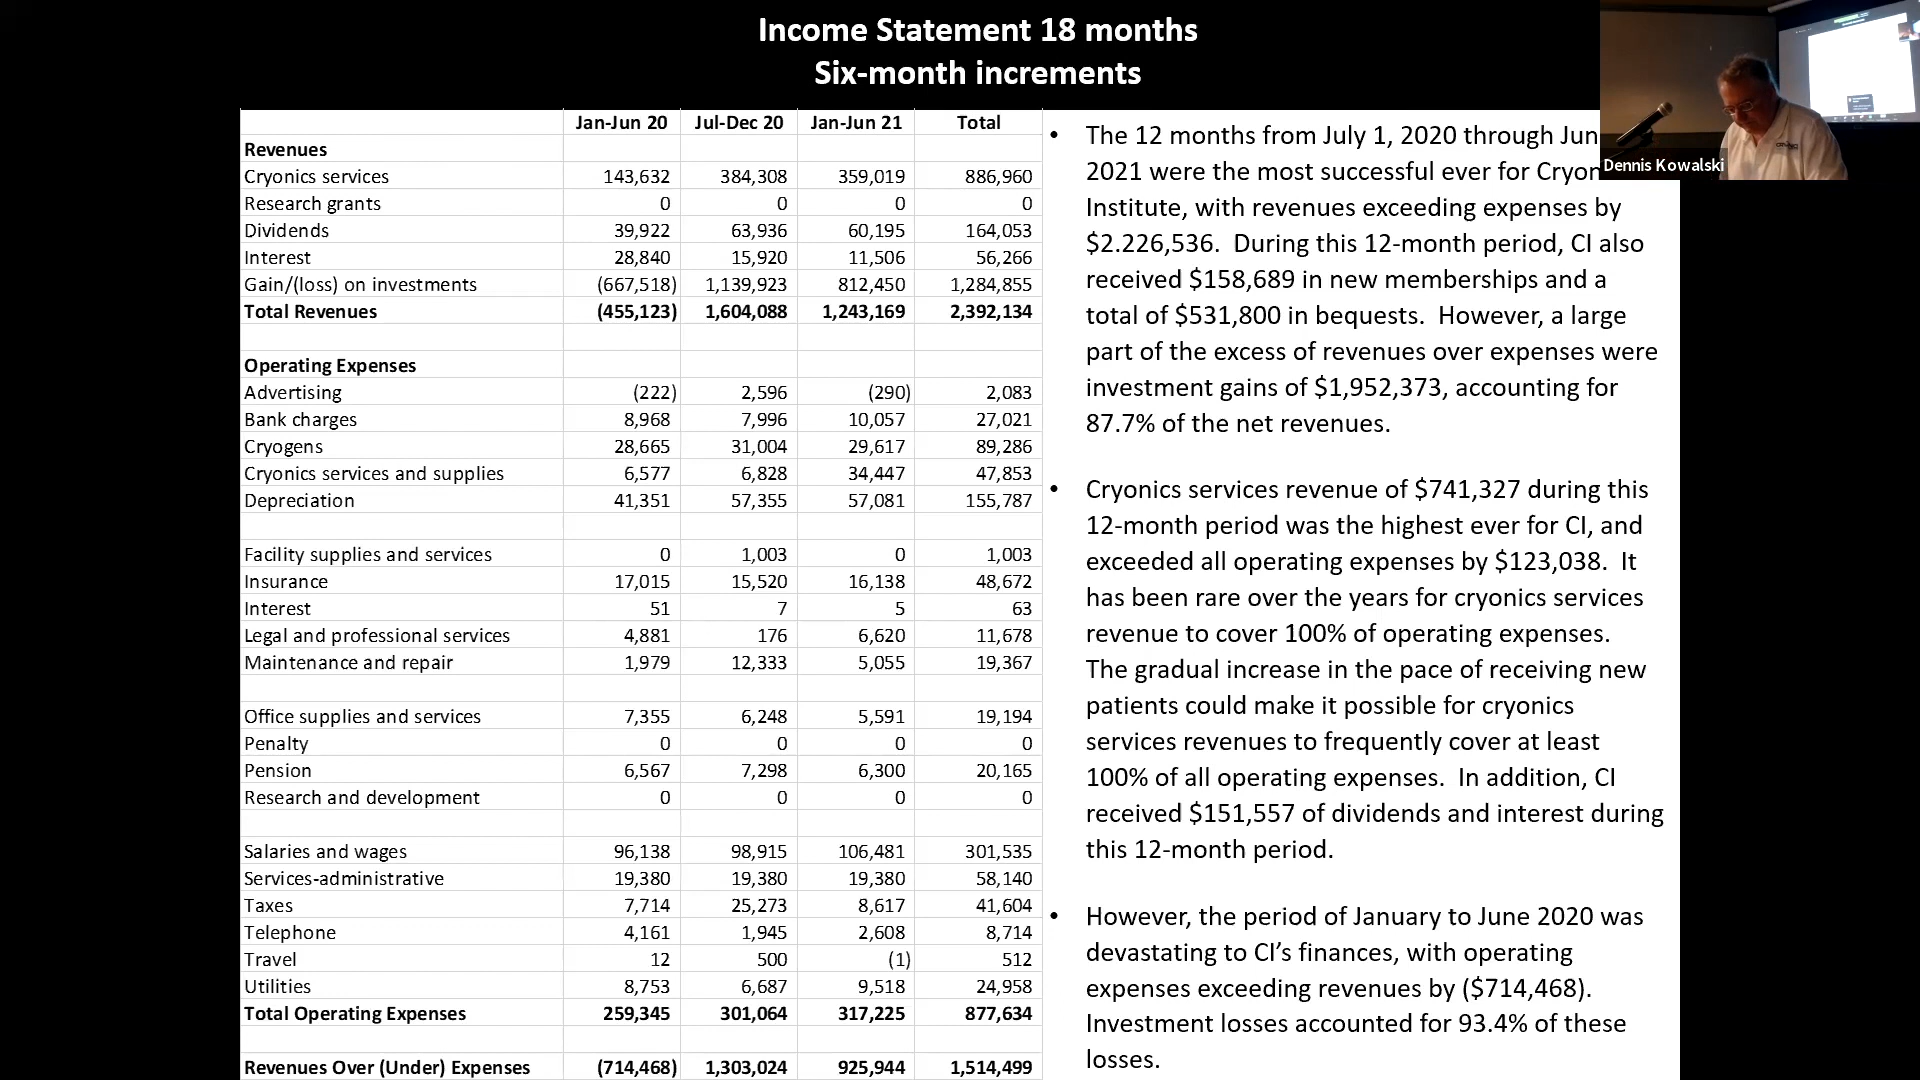 Income Statement 18 months
Six-month increments
Jan-Jun 20 Jul-Dec 20 Jan-Jun 21 Total
Revenues
Cryonics services 143,632 384,308 359,019 886,960
Research grants 0 0 0 0
Dividends 39,922 63,936 60,195 164,053
Interest 28,840 15,920 11,506 56,266
Gain/(loss) on investments (667,518) 1,139,923 812,450 1,284,855
Total Revenues (455,123) 1,604,088 1,243,169 2,392,134
Operating Expenses
Advertising (222) 2,596 (290) 2,083
Bank charges 8,968 7,996 10,057 27,021
Cryogens 28,665 31,004 29,617 89,286
Cryonics services and supplies 6,577 6,828 34,447 47,853
Depreciation 41,351 57,355 57,081 155,787
Facility supplies and services 0 1,003 0 1,003
Insurance 17,015 15,520 16,138 48,672
Interest 51 7 5 63
Legal and professional services 4,881 176 6,620 11,678
Maintenance and repair 1,979 12,333 5,055 19,367
Office supplies and services 7,355 6,248 5,591 19,194
Penalty 0 0 0 0
Pension 6,567 7,298 6,300 20,165
Research and development 0 0 0 0
Salaries and wages 96,138 98,915 106,481 301,535
Services-administrative 19,380 19,380 19,380 58,140
Taxes 7,714 25,273 8,617 41,604
Telephone 4,161 1,945 2,608 8,714
Travel 12 500 (1) 512
Utilities 8,753 6,687 9,518 24,958
Total Operating Expenses 259,345 301,064 317,225 877,634
Revenues Over (Under) Expenses (714,468) 1,303,024 925,944 1,514,499
• The 12 months from July 1, 2020 through Jun
2021 were the most successful ever for Cryon
Institute, with revenues exceeding expenses by
$2.226,536. During this 12-month period, CI also
received $158,689 in new memberships and a
total of $531,800 in bequests. However, a large
part of the excess of revenues over expenses were
investment gains of $1,952,373, accounting for
87.7% of the net revenues.
• Cryonics services revenue of $741,327 during this
12-month period was the highest ever for CI, and
exceeded all operating expenses by $123,038. It
has been rare over the years for cryonics services
revenue to cover 100% of operating expenses.
The gradual increase in the pace of receiving new
patients could make it possible for cryonics
services revenues to frequently cover at least
100% of all operating expenses. In addition, CI
received $151,557 of dividends and interest during
this 12-month period.
• However, the period of January to June 2020 was
devastating to CI’s finances, with operating
expenses exceeding revenues by ($714,468).
Investment losses accounted for 93.4% of these
losses.
Dennis Kowalski